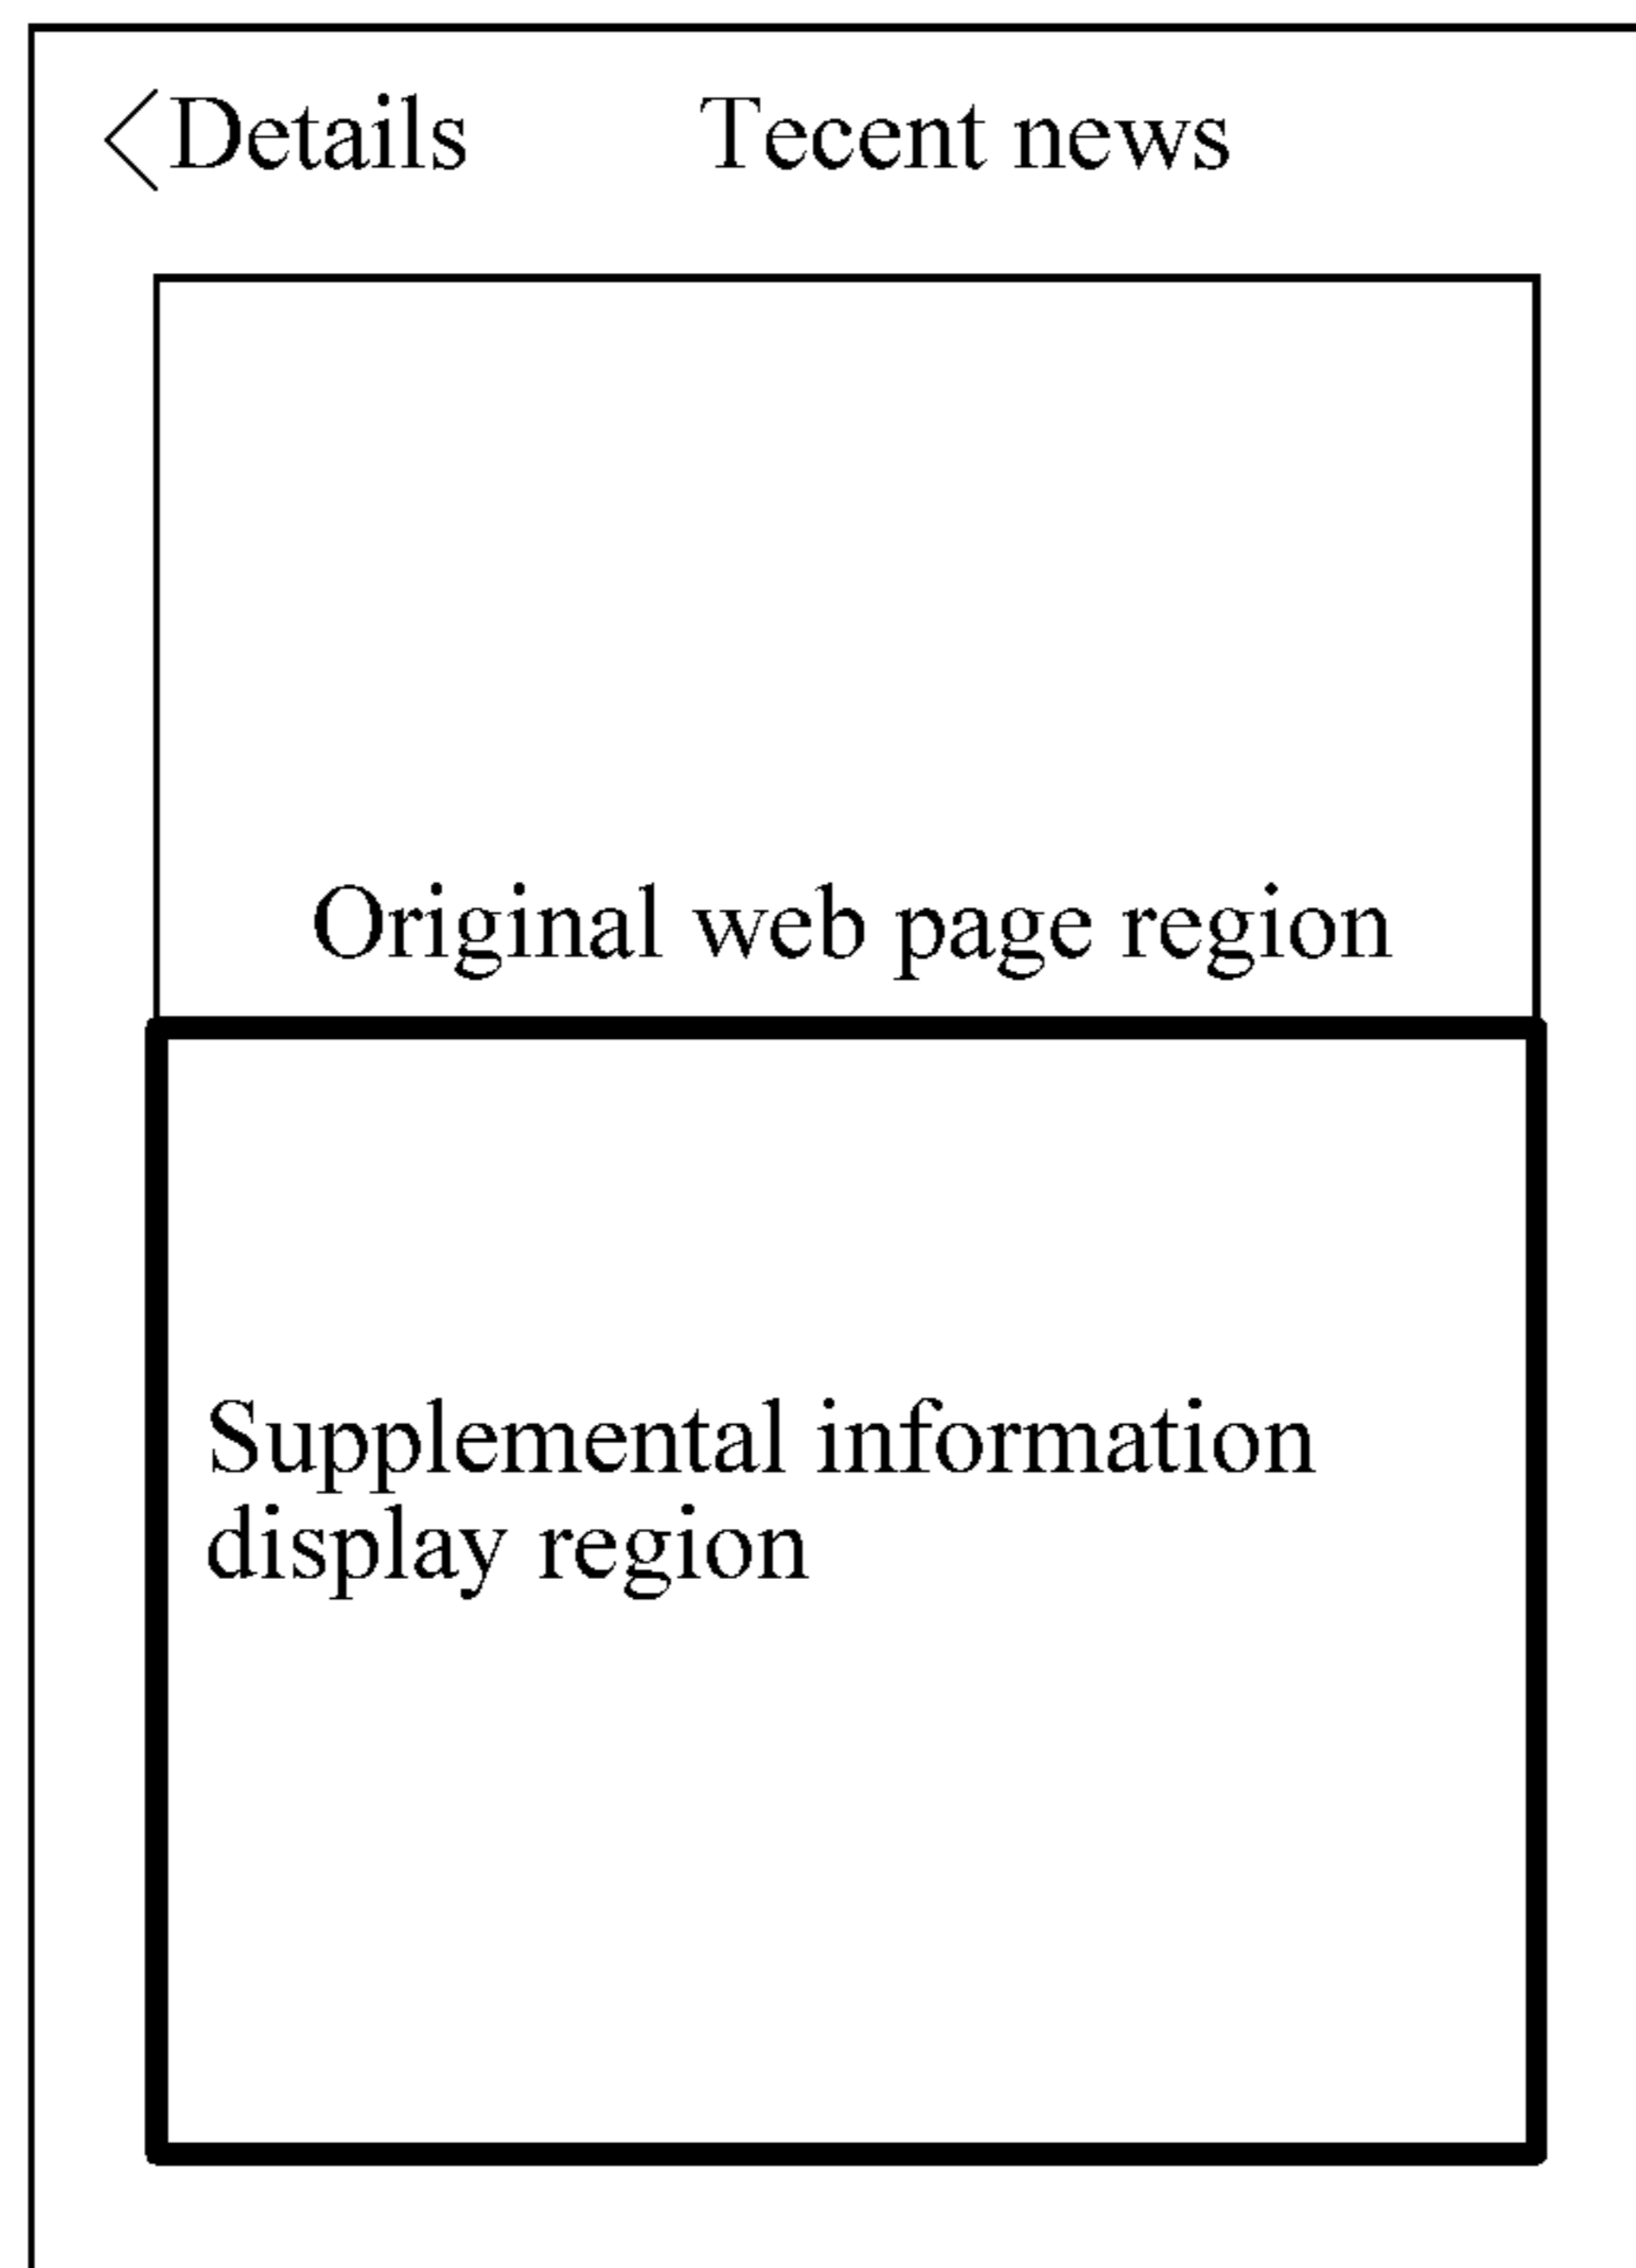 Details Tecent news
Original web page region
Supplemental information
display region